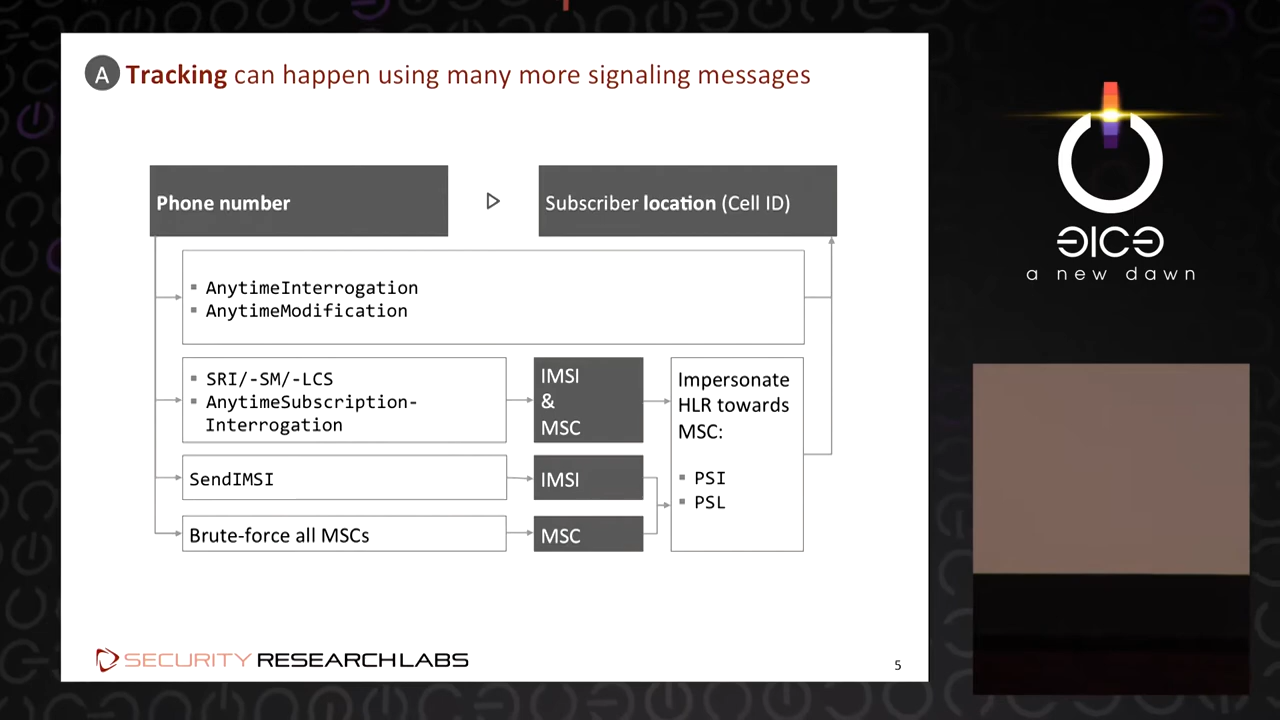 A Tracking can happen using many more signaling messages
Phone number
Subscriber location (Cell ID)
AnytimeInterrogation
AnytimeModification
SRI/-SM/-LCS
AnytimeSubscription-
Interrogation
IMSI
&
MSC
Impersonate
HLR towards
MSC:
PSI
PSL
SendIMSI
IMSI
Brute-force all MSCs
MSC
SECURITY RESEARCH LABS
5
a new dawn